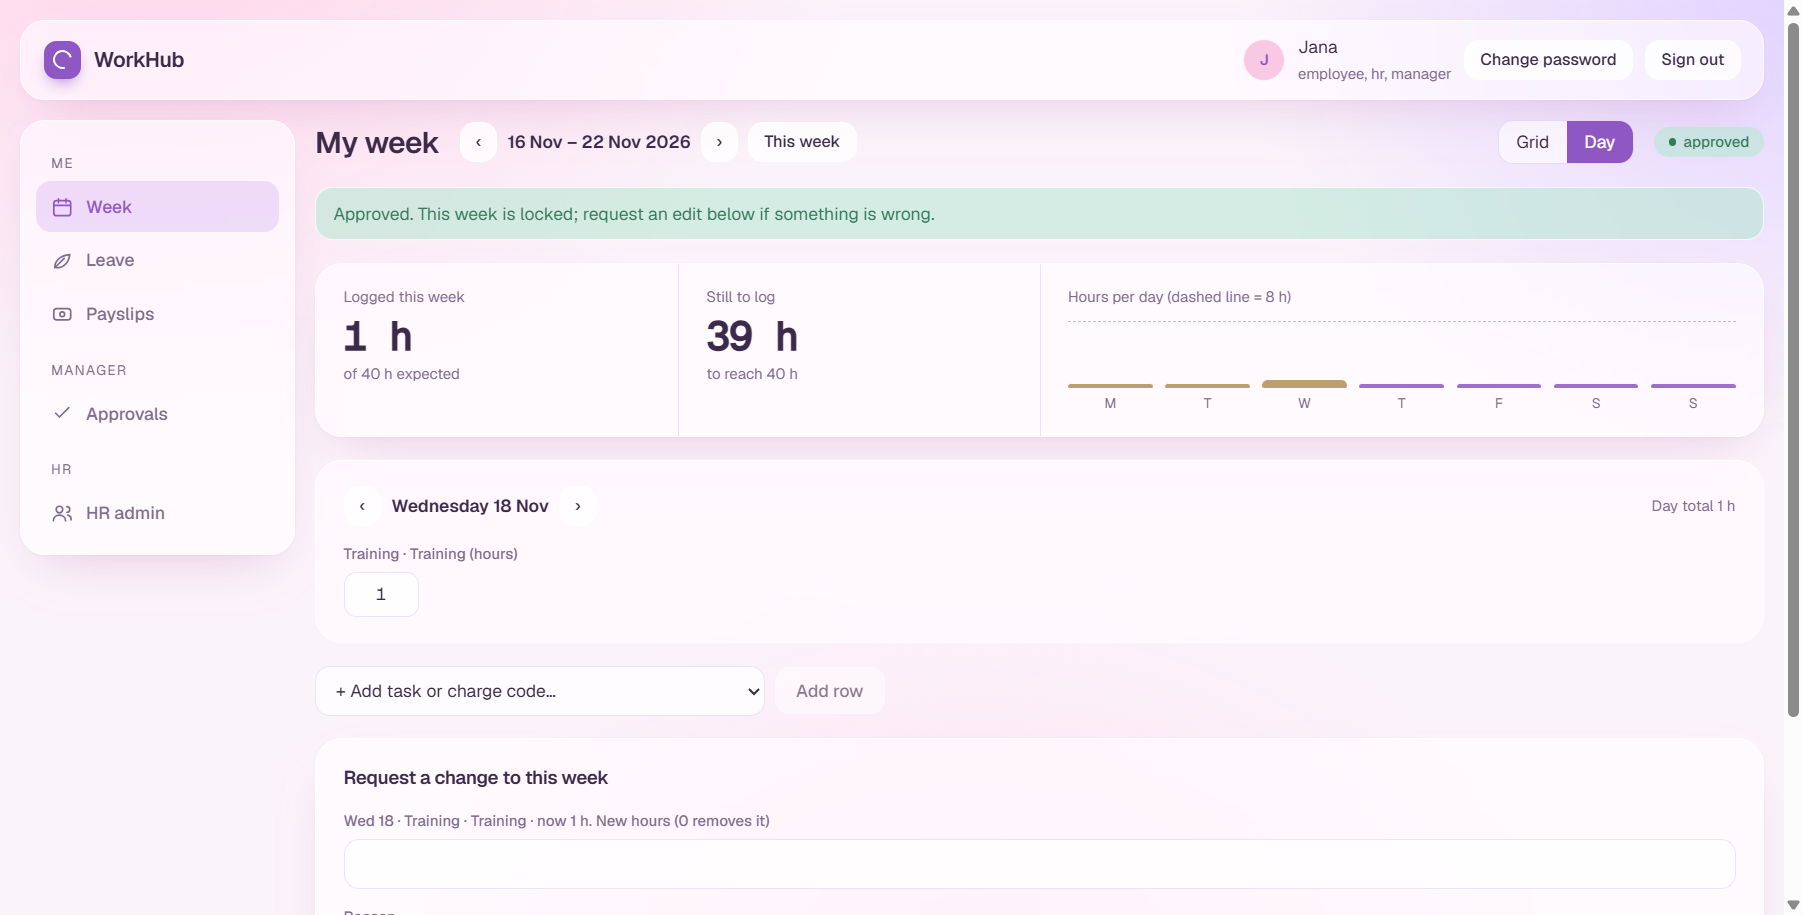 WorkHub
J
Jana
employee, hr, manager
Change password
Sign out
ME
Week
Leave
Payslips
MANAGER
Approvals
HR
HR admin
My week
‹
16 Nov – 22 Nov 2026
›
This week
Grid
Day
approved
Approved. This week is locked; request an edit below if something is wrong.
Logged this week
1 h
of 40 h expected
Still to log
39 h
to reach 40 h
Hours per day (dashed line = 8 h)
M T W T F S S
‹
Wednesday 18 Nov
›
Day total 1 h
Training · Training (hours)
1
+ Add task or charge code...
Add row
Request a change to this week
Wed 18 · Training · Training · now 1 h. New hours (0 removes it)